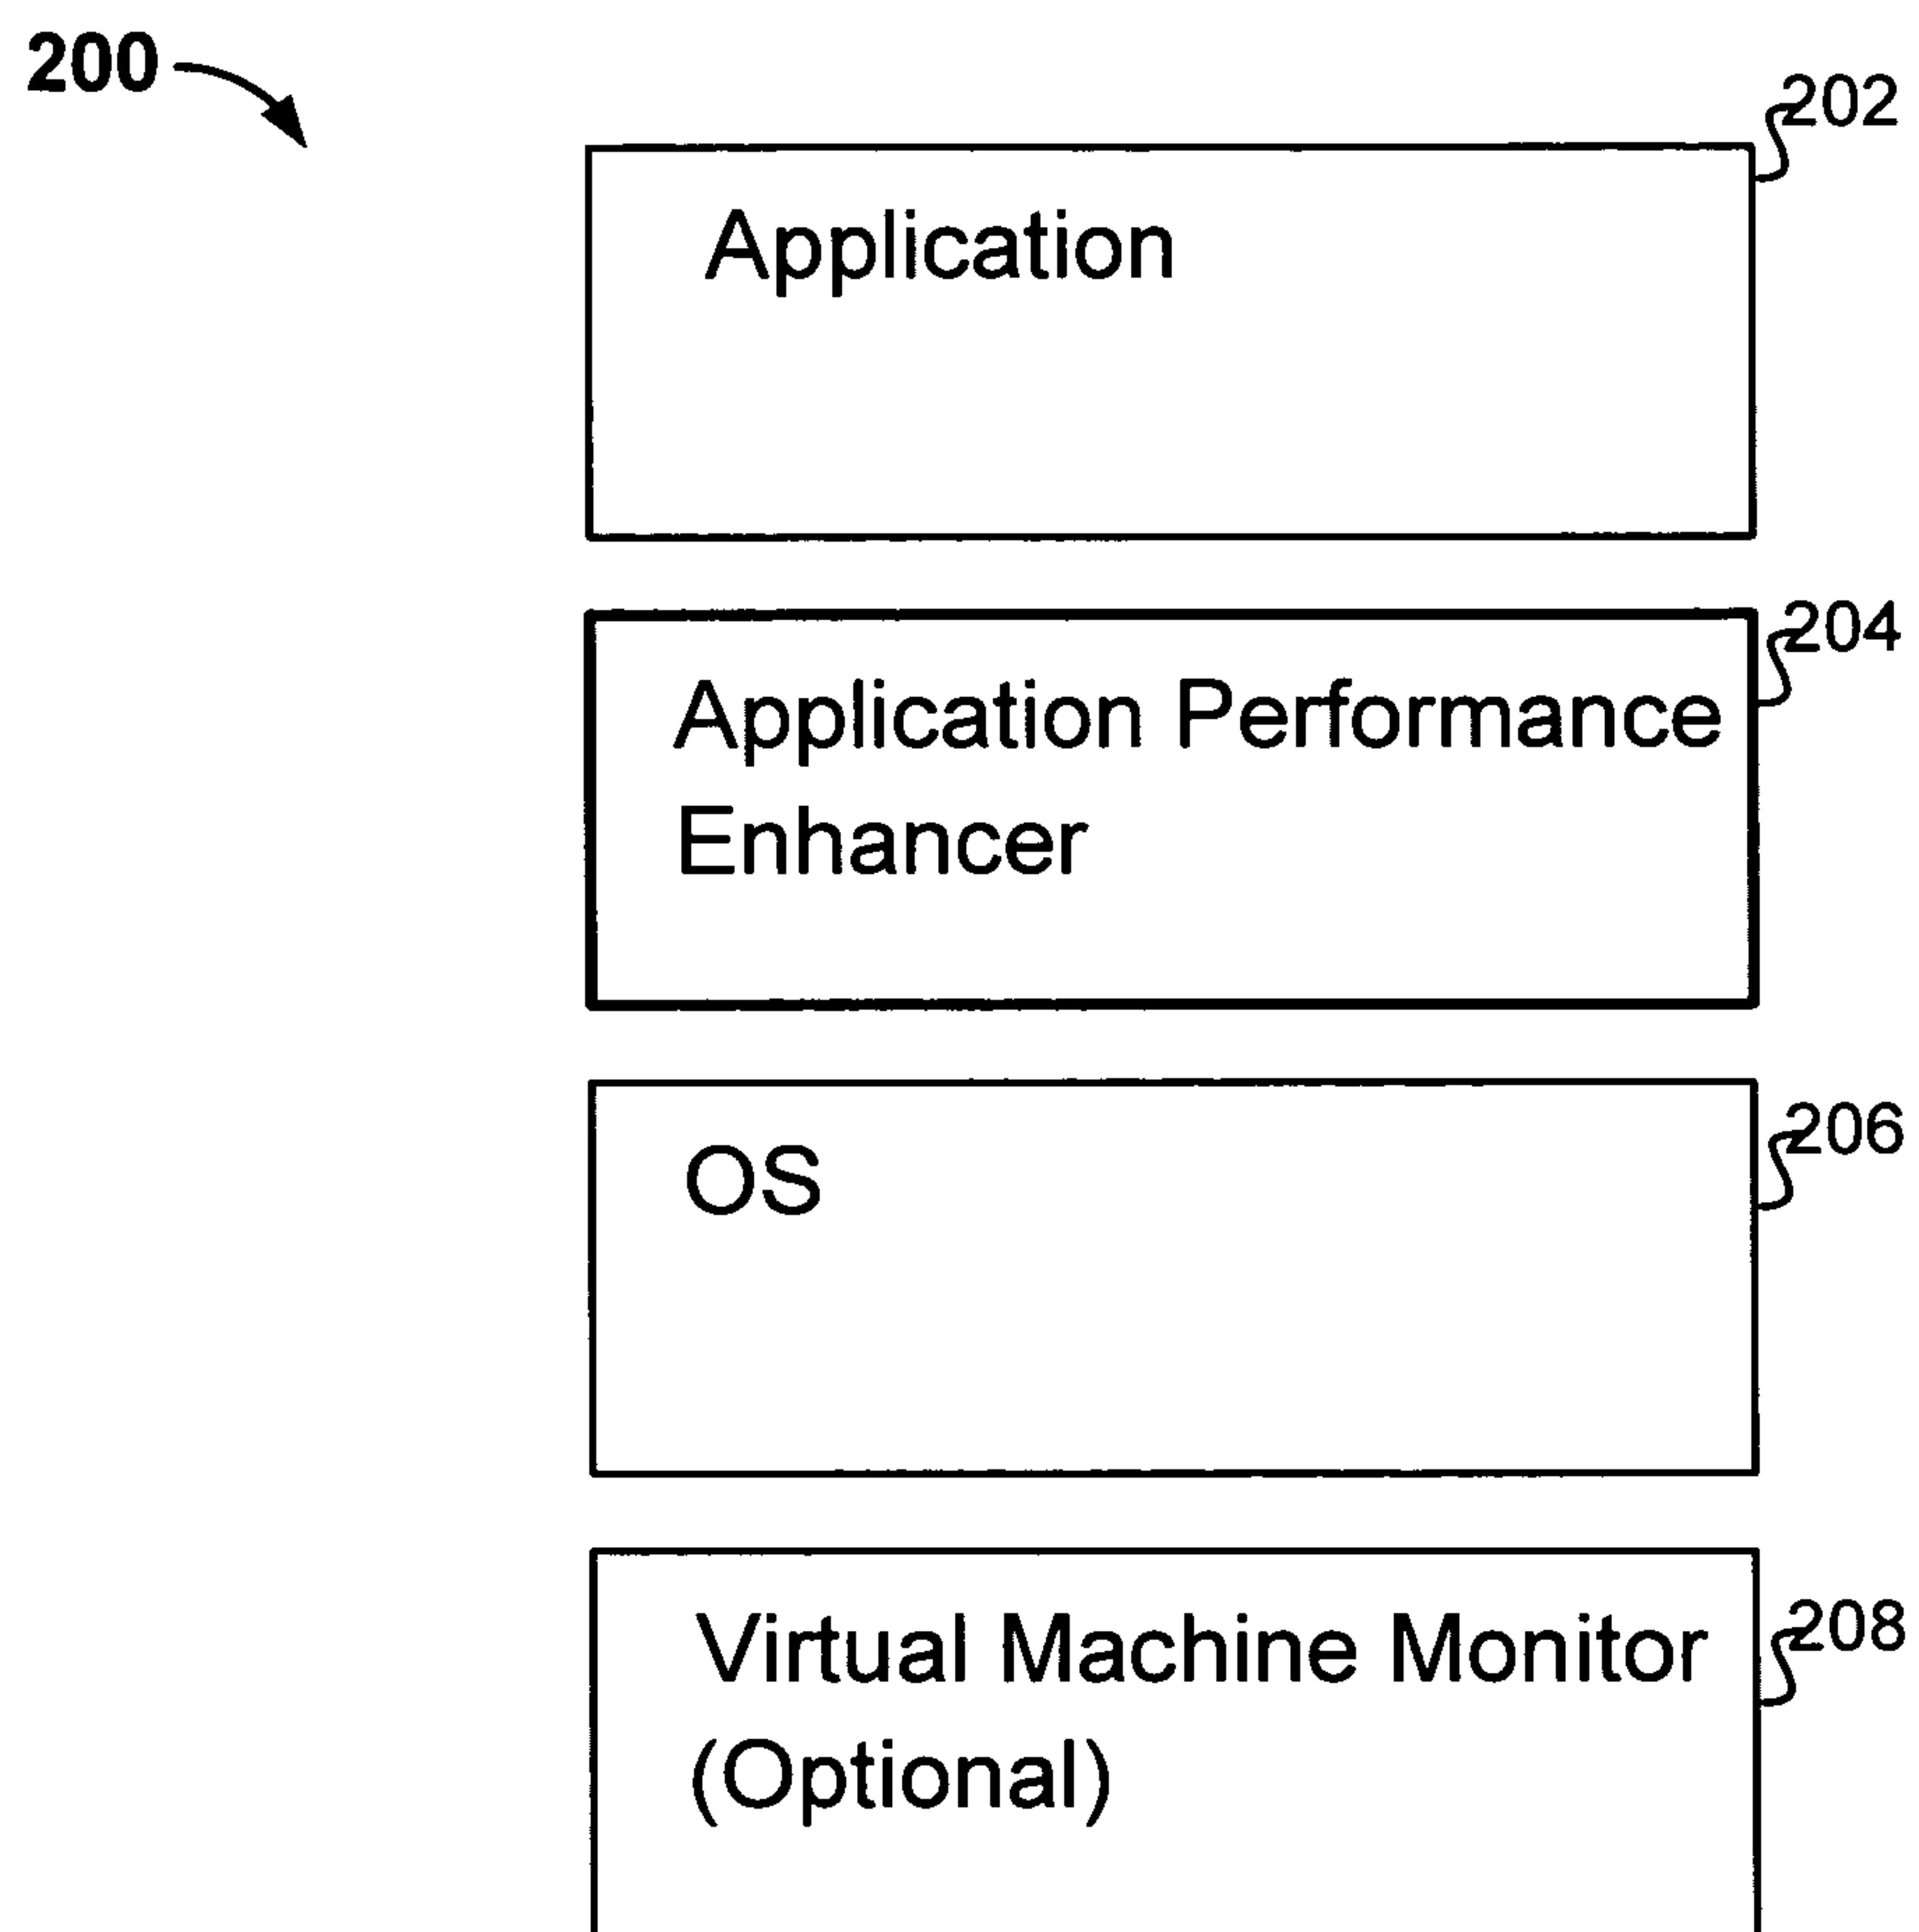 200
202
Application
204
Application Performance
Enhancer
206
OS
208
Virtual Machine Monitor
(Optional)